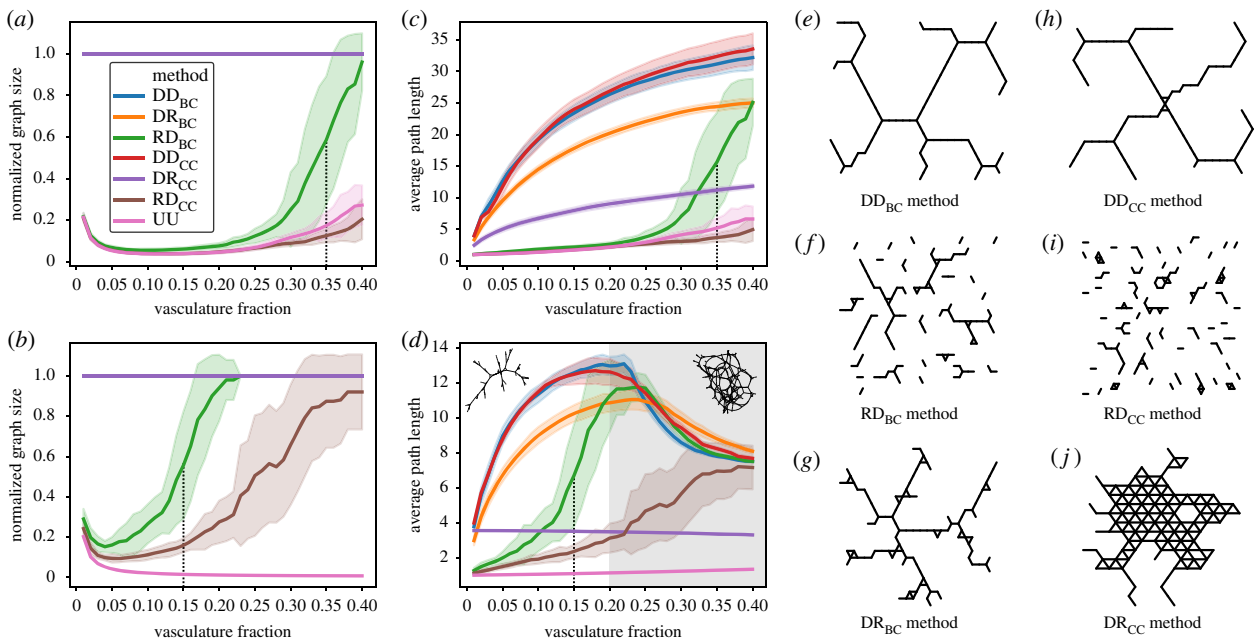 (a)
normalized graph size
1.0
0.8
0.6
0.4
0.2
0
method
DD_BC
DR_BC
RD_BC
DD_CC
DR_CC
RD_CC
UU
0 0.05 0.10 0.15 0.20 0.25 0.30 0.35 0.40
vasculature fraction
(b)
normalized graph size
1.0
0.8
0.6
0.4
0.2
0
0 0.05 0.10 0.15 0.20 0.25 0.30 0.35 0.40
vasculature fraction
(c)
average path length
35
30
25
20
15
10
5
0
0 0.05 0.10 0.15 0.20 0.25 0.30 0.35 0.40
vasculature fraction
(d)
average path length
14
12
10
8
6
4
2
0 0.05 0.10 0.15 0.20 0.25 0.30 0.35 0.40
vasculature fraction
(e)
DD_BC method
(f)
RD_BC method
(g)
DR_BC method
(h)
DD_CC method
(i)
RD_CC method
(j)
DR_CC method